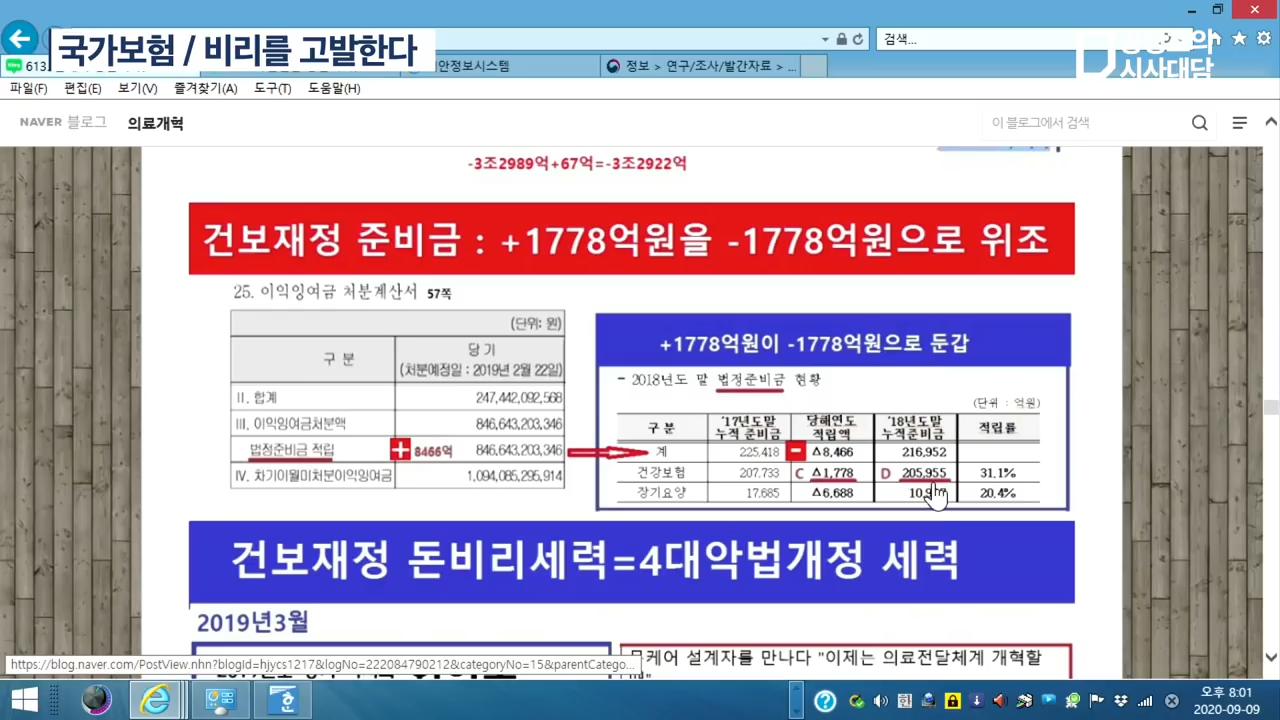 국가보험 / 비리를 고발한다
검색...
시사대담
안정보시스템
정보 > 연구/조사/발간자료 > ...
파일(F) 편집(E) 보기(V) 즐겨찾기(A) 도구(T) 도움말(H)
NAVER 블로그 의료개혁
이 블로그에서 검색
-3조2989억+67억=-3조2922억
건보재정 준비금 : +1778억원을 -1778억원으로 위조
25. 이익잉여금 처분계산서 57쪽
(단위: 원)
구 분
당 기
(처분예정일 : 2019년 2월 22일)
II. 합계 247,442,092,568
III. 이익잉여금처분액 846,643,203,346
법정준비금 적립 + 8466억 846,643,203,346
IV. 차기이월미처분이익잉여금 1,094,085,295,914
+1778억원이 -1778억원으로 둔갑
- 2018년도 말 법정준비금 현황
(단위 : 억원)
구 분 '17년도말 누적 준비금 당해연도 적립액 '18년도말 누적준비금 적립률
계 225,418 - △8,466 216,952
건강보험 207,733 C △1,778 D 205,955 31.1%
장기요양 17,685 △6,688 20.4%
건보재정 돈비리세력=4대악법개정 세력
2019년3월
문케어 설계자를 만나다 "이제는 의료전달체계 개혁할
https://blog.naver.com/PostView.nhn?blogId=hjycs1217&logNo=222084790212&categoryNo=15&parentCatego...
오후 8:01
2020-09-09